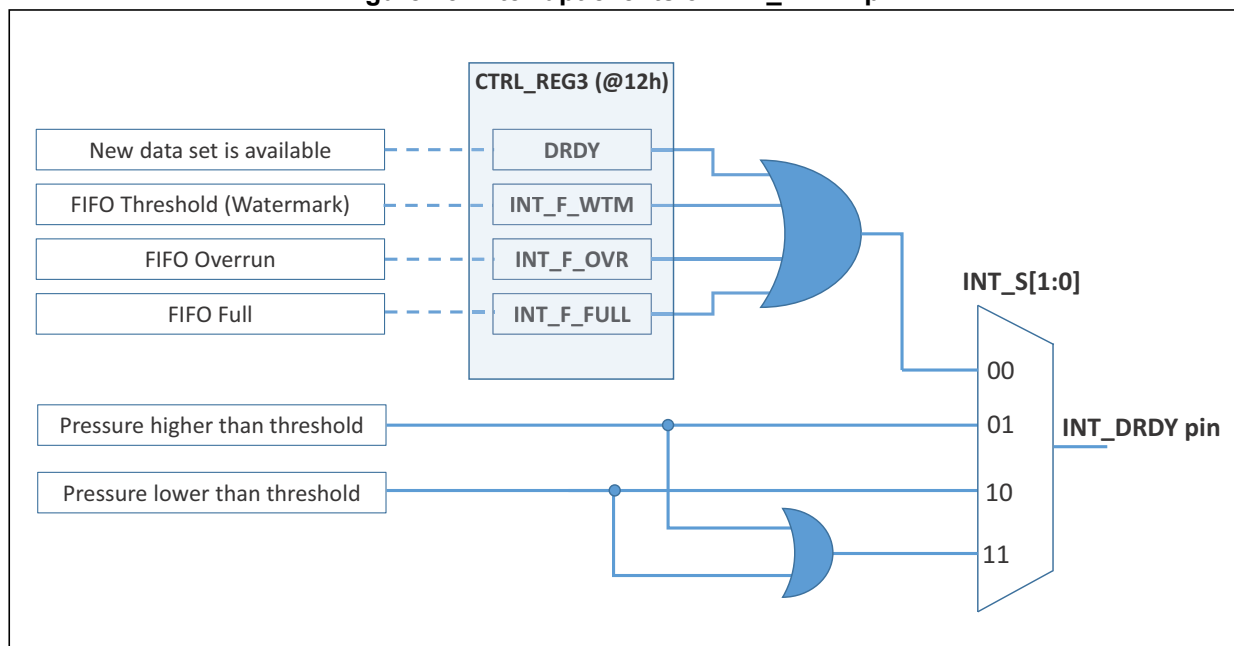 CTRL_REG3 (@12h)
New data set is available
DRDY
FIFO Threshold (Watermark)
INT_F_WTM
FIFO Overrun
INT_F_OVR
FIFO Full
INT_F_FULL
INT_S[1:0]
00
Pressure higher than threshold
01
INT_DRDY pin
Pressure lower than threshold
10
11